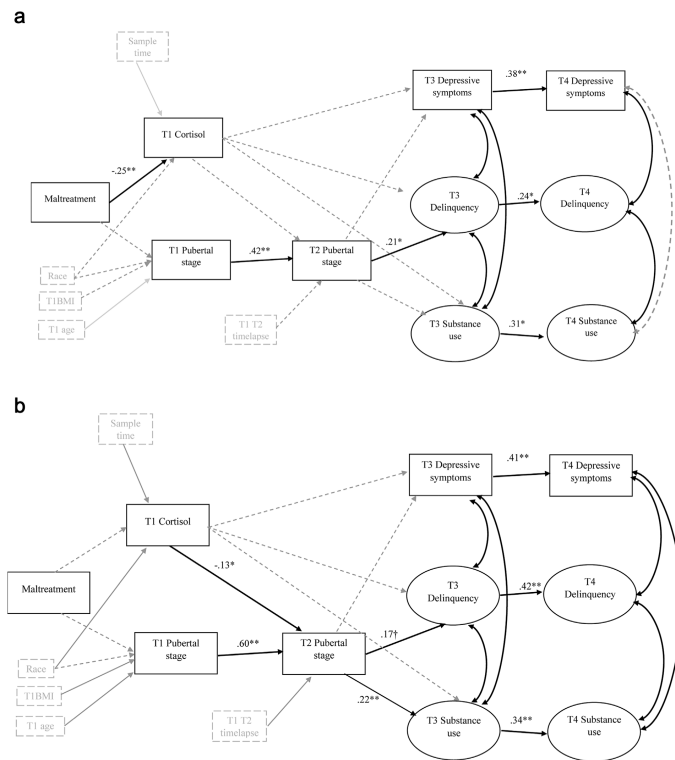 a
Sample
time
T3 Depressive
symptoms
.38**
T4 Depressive
symptoms
T1 Cortisol
-.25**
Maltreatment
T3
Delinquency
.24*
T4
Delinquency
T1 Pubertal
stage
.42**
T2 Pubertal
stage
.21*
Race
T1BMI
T1 age
T1 T2
timelapse
T3 Substance
use
.31*
T4 Substance
use
b
Sample
time
T3 Depressive
symptoms
.41**
T4 Depressive
symptoms
T1 Cortisol
-.13*
Maltreatment
T3
Delinquency
.42**
T4
Delinquency
T1 Pubertal
stage
.60**
T2 Pubertal
stage
.17†
.22**
Race
T1BMI
T1 age
T1 T2
timelapse
T3 Substance
use
.34**
T4 Substance
use